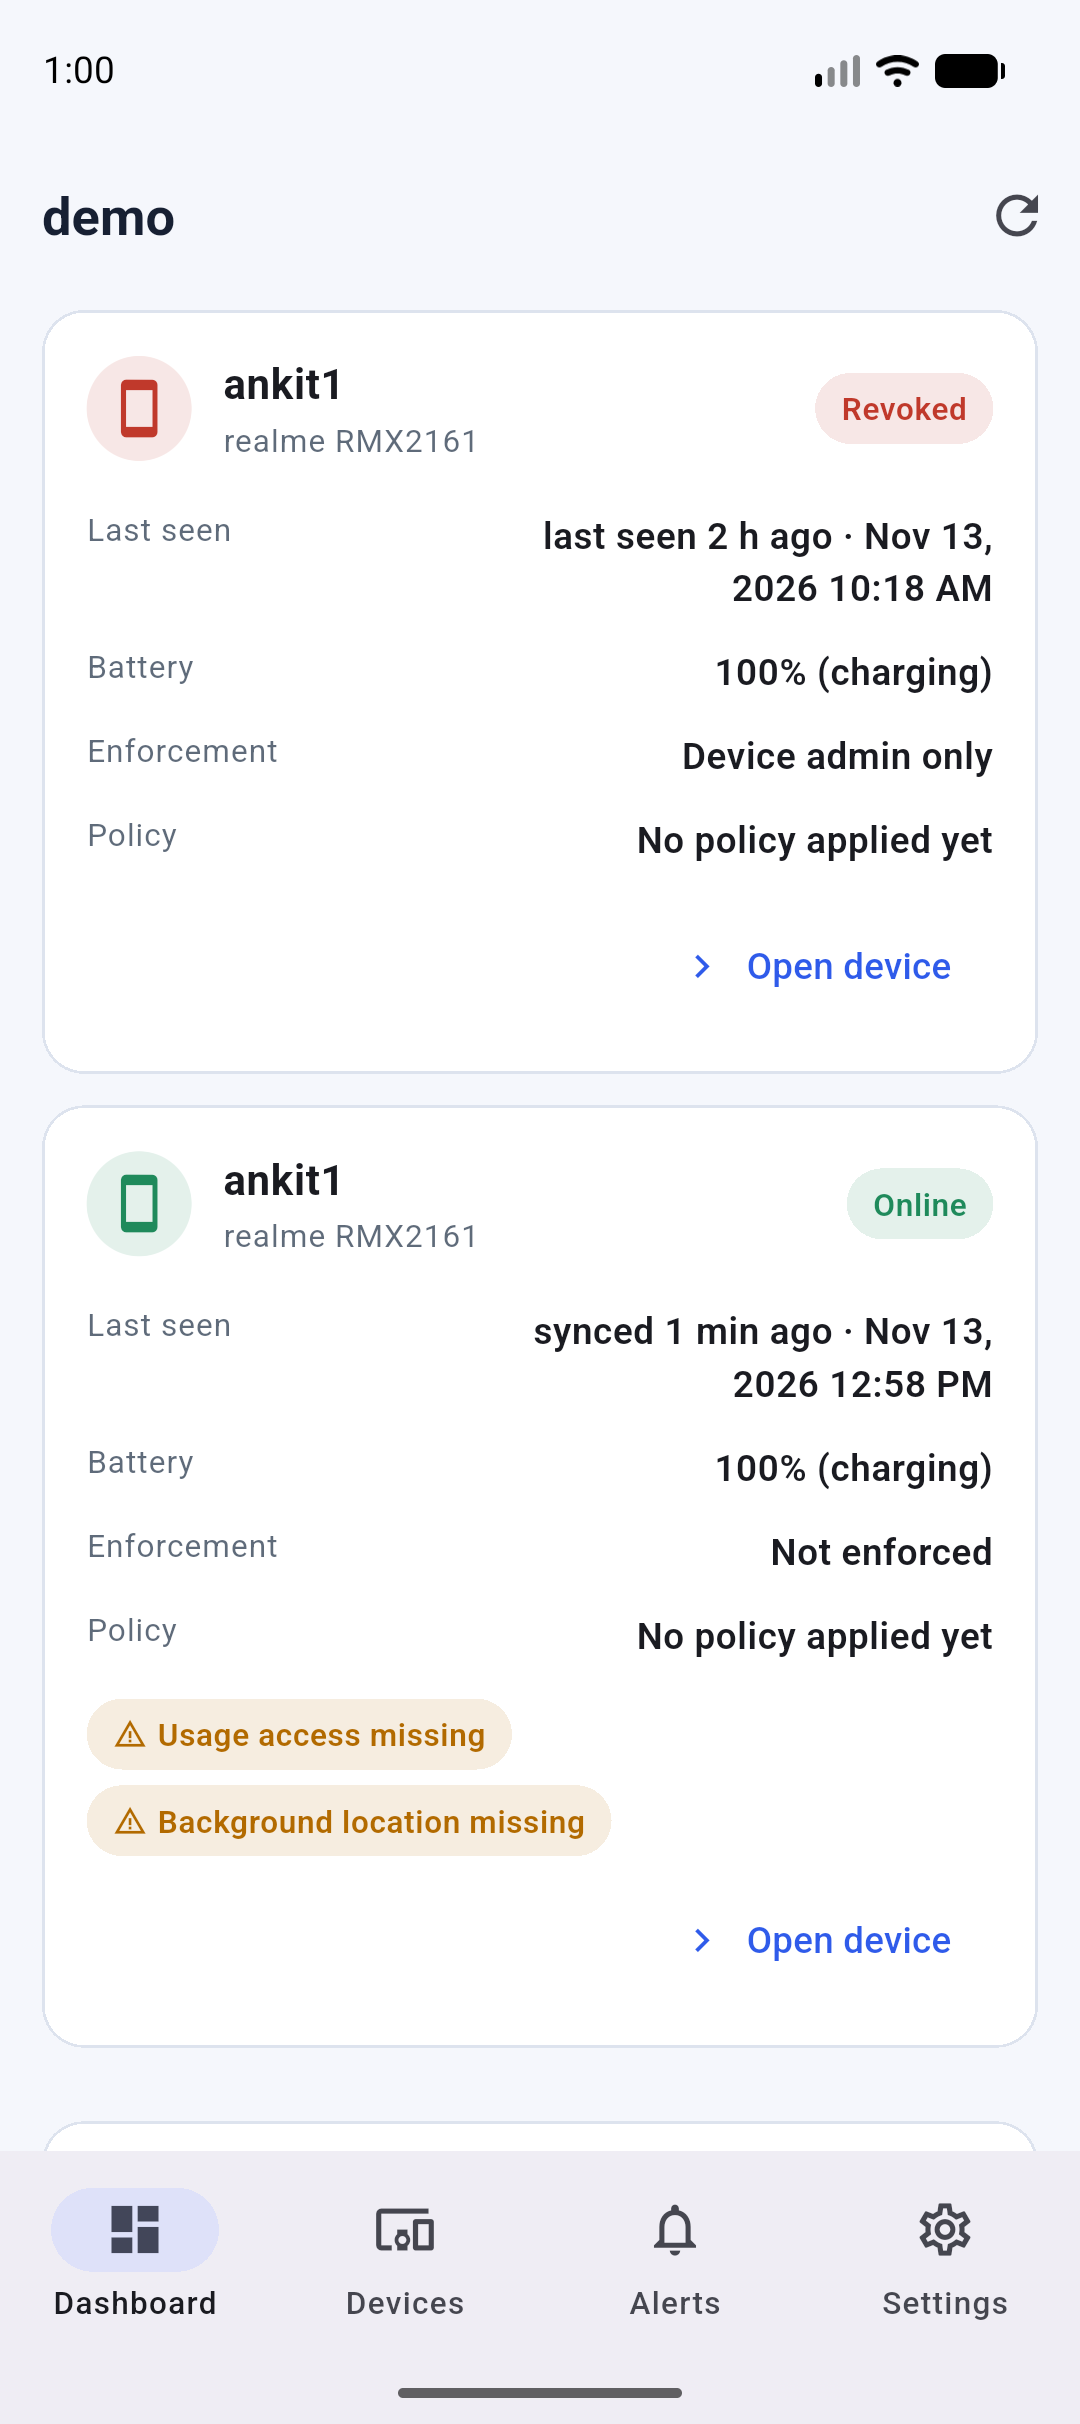 1:00
demo
ankit1
realme RMX2161
Revoked
Last seen
last seen 2 h ago · Nov 13,
2026 10:18 AM
Battery
100% (charging)
Enforcement
Device admin only
Policy
No policy applied yet
Open device
ankit1
realme RMX2161
Online
Last seen
synced 1 min ago · Nov 13,
2026 12:58 PM
Battery
100% (charging)
Enforcement
Not enforced
Policy
No policy applied yet
Usage access missing
Background location missing
Open device
Dashboard
Devices
Alerts
Settings